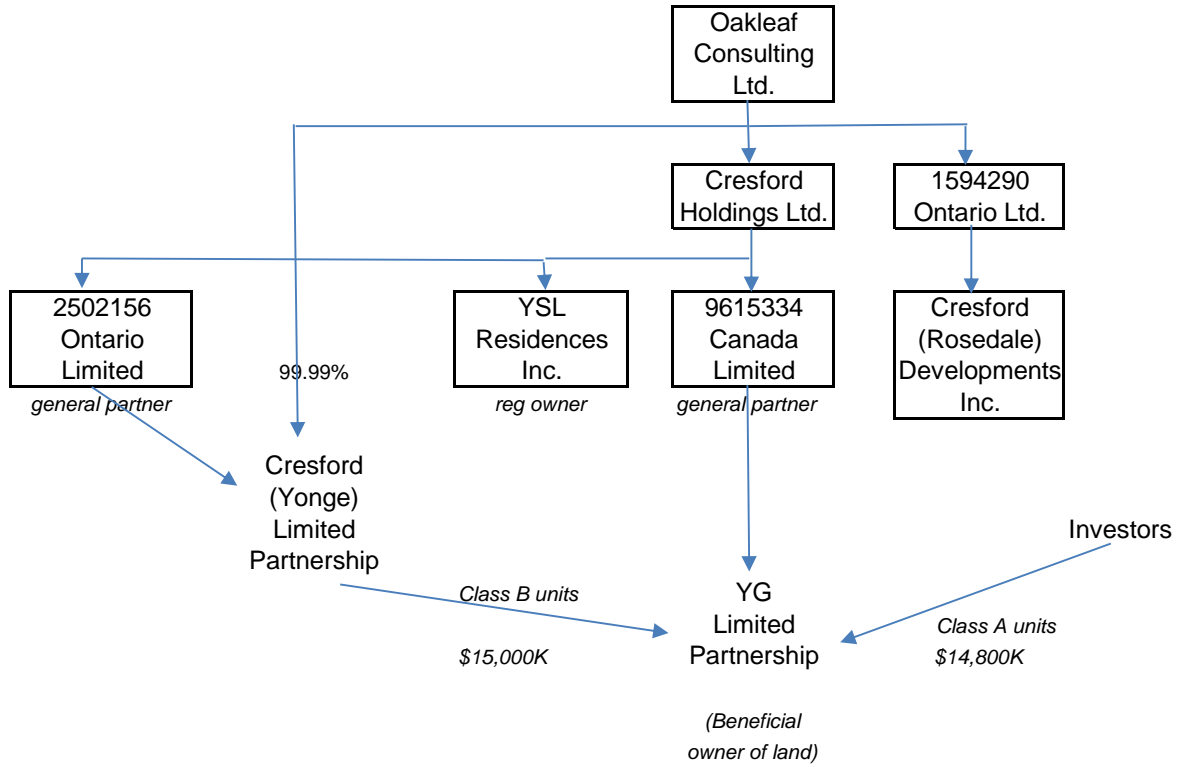 Oakleaf
Consulting
Ltd.
Cresford
Holdings Ltd.
1594290
Ontario Ltd.
2502156
Ontario
Limited
general partner
99.99%
YSL
Residences
Inc.
reg owner
9615334
Canada
Limited
general partner
Cresford
(Rosedale)
Developments
Inc.
Cresford
(Yonge)
Limited
Partnership
Investors
Class B units
$15,000K
YG
Limited
Partnership
Class A units
$14,800K
(Beneficial
owner of land)